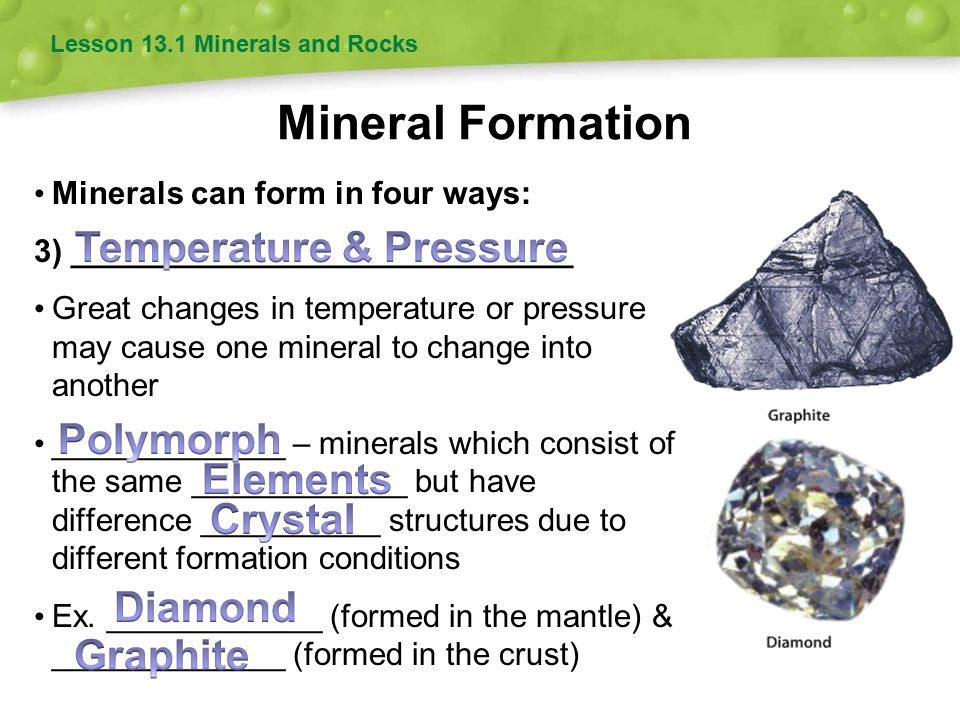 Lesson 13.1 Minerals and Rocks
Mineral Formation
• Minerals can form in four ways:
3) Temperature & Pressure
• Great changes in temperature or pressure
may cause one mineral to change into
another
• Polymorph – minerals which consist of
the same Elements but have
difference Crystal structures due to
different formation conditions
• Ex. Diamond (formed in the mantle) &
Graphite (formed in the crust)
Graphite
Diamond